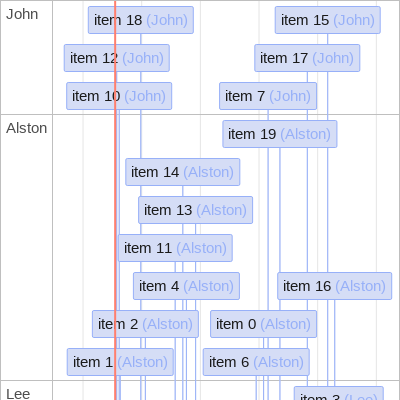 John
item 18 (John)
item 15 (John)
item 12 (John)
item 17 (John)
item 10 (John)
item 7 (John)
Alston
item 19 (Alston)
item 14 (Alston)
item 13 (Alston)
item 11 (Alston)
item 4 (Alston)
item 16 (Alston)
item 2 (Alston)
item 0 (Alston)
item 1 (Alston)
item 6 (Alston)
Lee
item 3 (Lee)